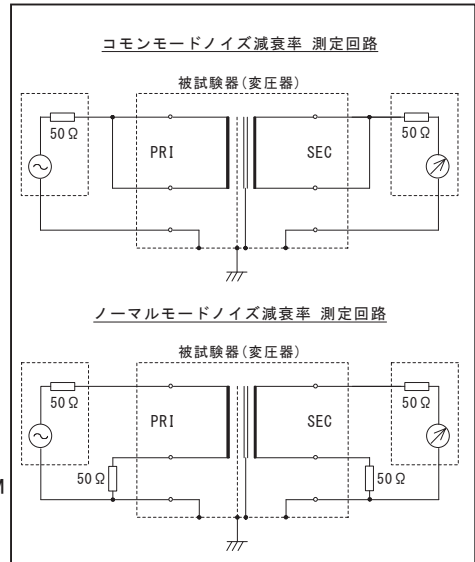 コモンモードノイズ減衰率 測定回路
被試験器(変圧器)
50Ω
50Ω
PRI
SEC
ノーマルモードノイズ減衰率 測定回路
被試験器(変圧器)
50Ω
50Ω
PRI
SEC
50Ω
50Ω
M